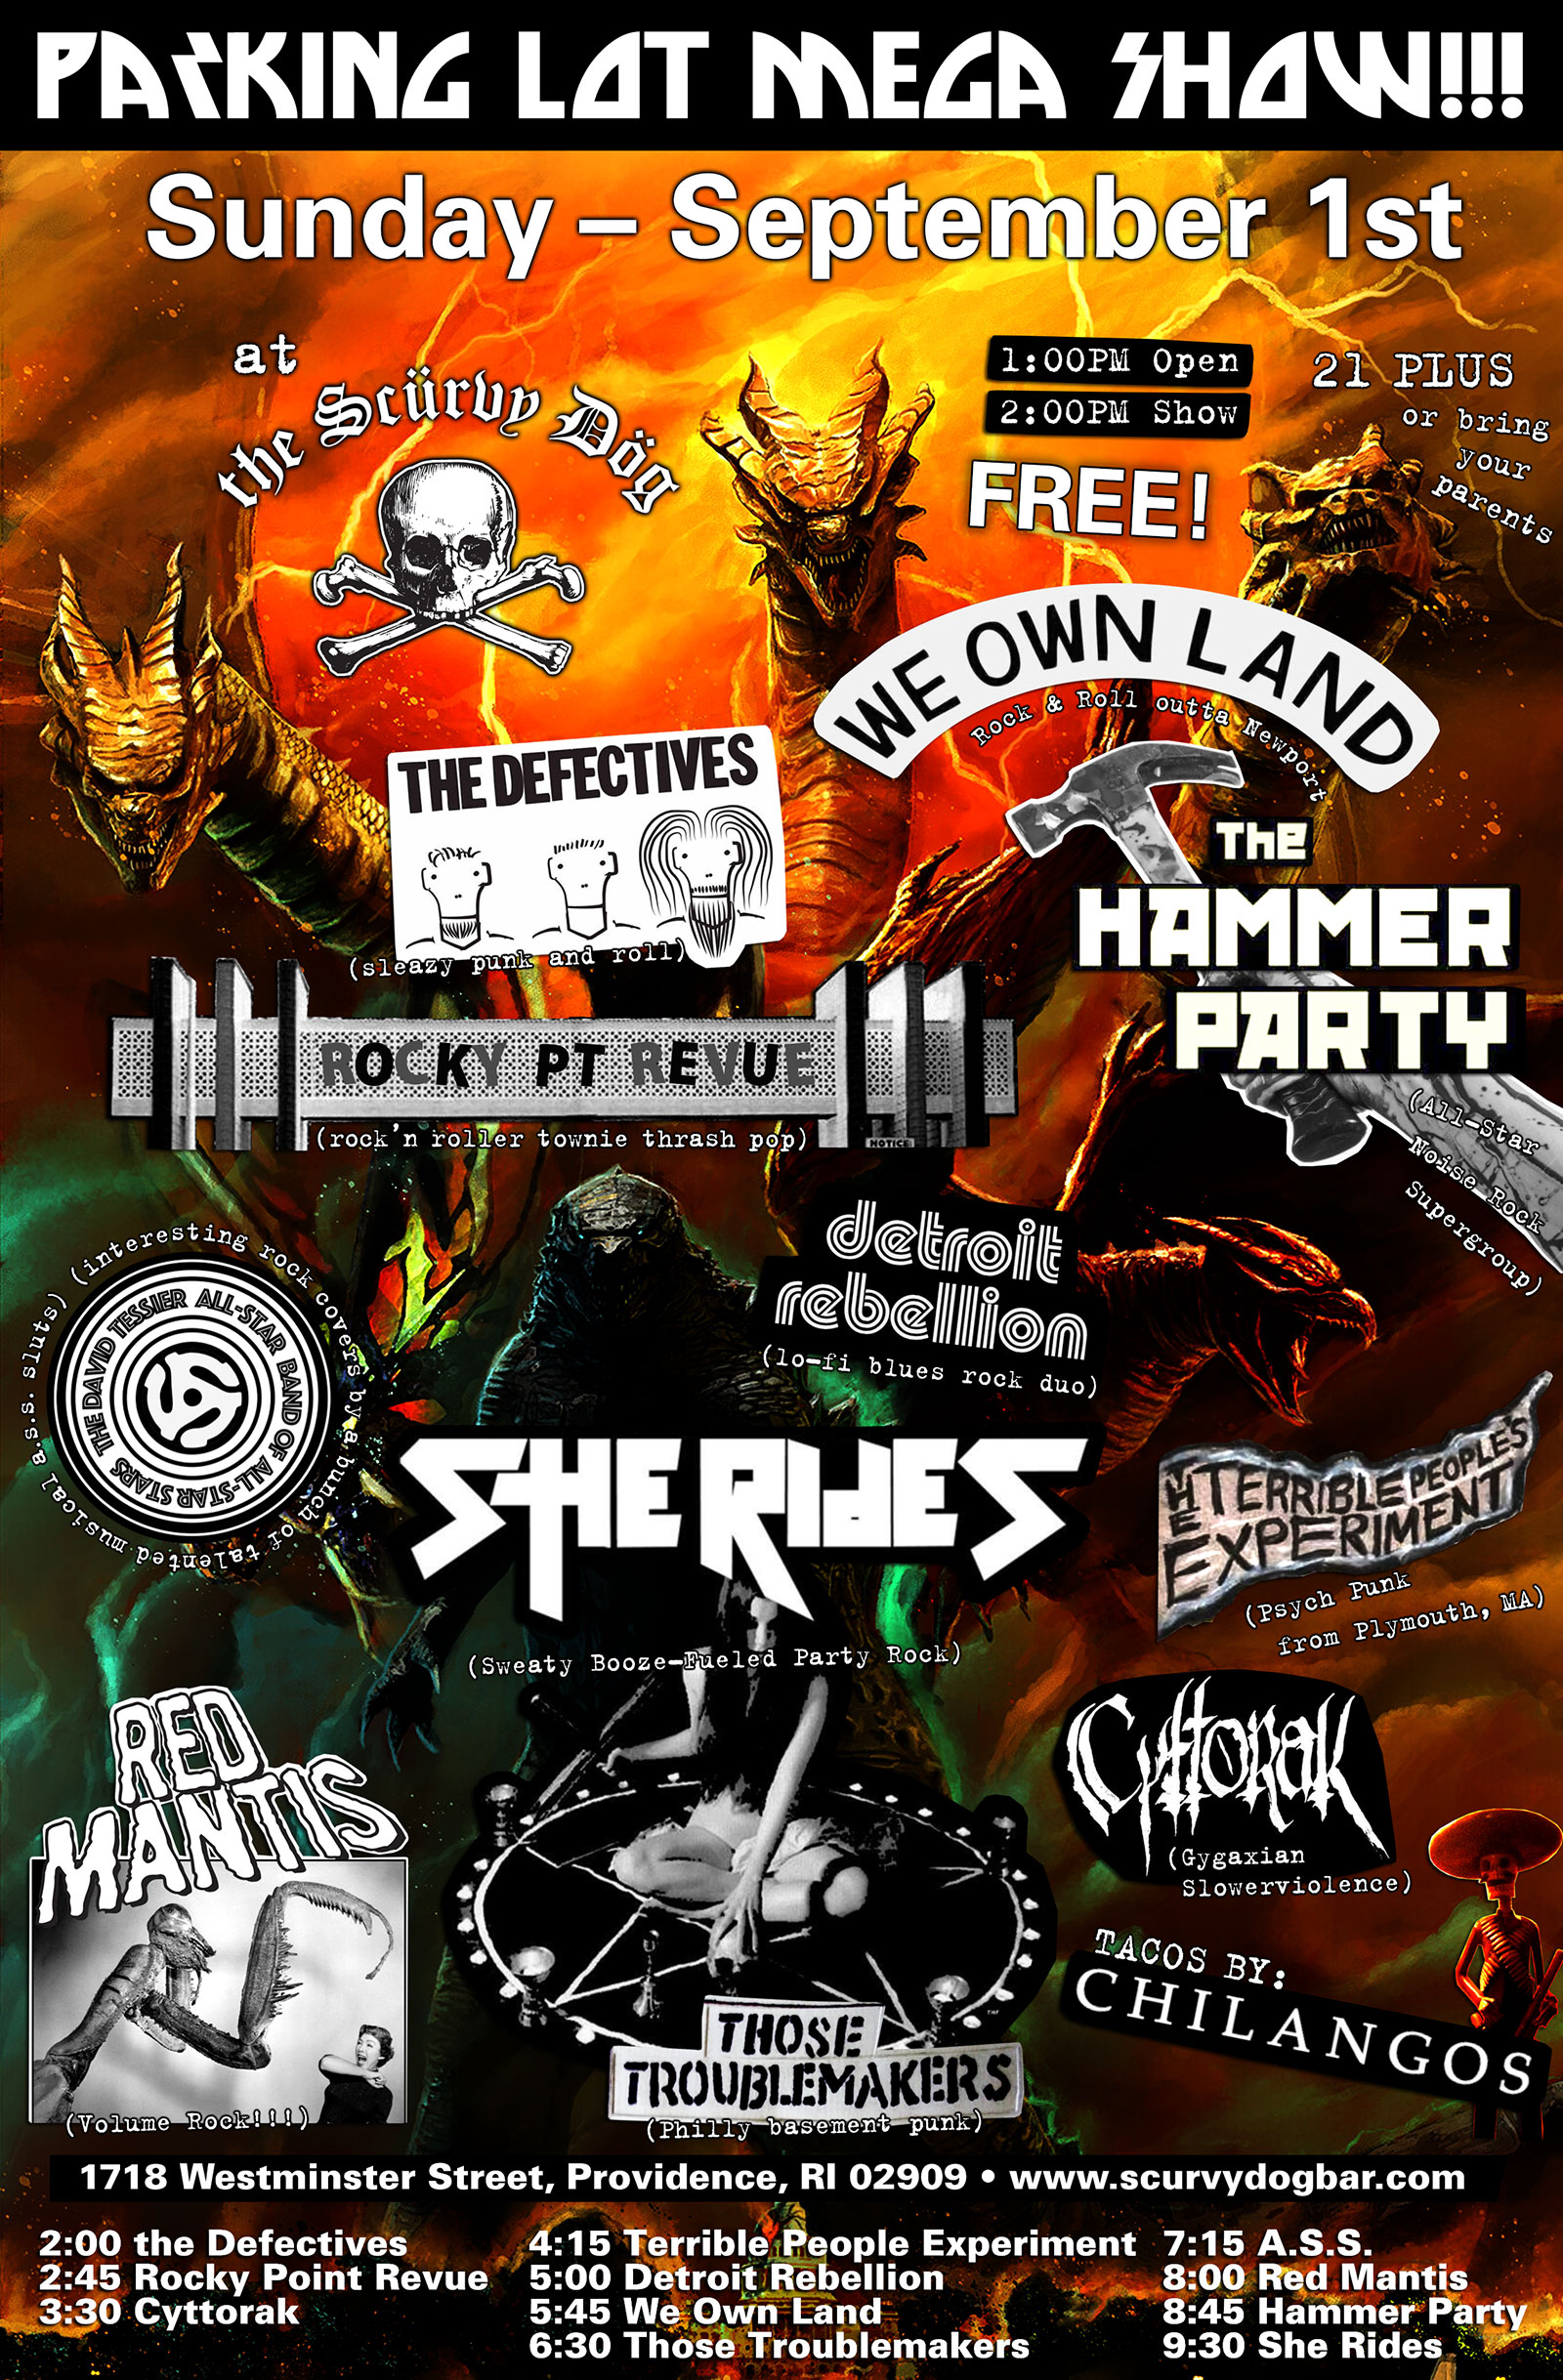 PARKING LOT MEGA SHOW!!!
Sunday – September 1st
at
the Scürvy Dög
1:00PM Open
2:00PM Show
FREE!
21 PLUS
or bring
your
parents
WE OWN LAND
Rock & Roll outta Newport
THE DEFECTIVES
(sleazy punk and roll)
THE
HAMMER
PARTY
(All-Star
Noise Rock
Supergroup)
ROCKY PT REVUE
NOTICE
(rock'n roller townie thrash pop)
detroit
rebellion
(lo-fi blues rock duo)
THE DAVID TESSIER ALL-STAR BAND OF ALL-STAR STARS
(interesting rock covers by a bunch of talented musical a.s.s. sluts)
SHE RIDES
(Sweaty Booze-Fueled Party Rock)
THE TERRIBLE PEOPLE'S
EXPERIMENT
(Psych Punk
from Plymouth, MA)
RED
MANTIS
(Volume Rock!!!)
Cyttorak
(Gygaxian
Slowerviolence)
TACOS BY:
CHILANGOS
THOSE
TROUBLEMAKERS
(Philly basement punk)
1718 Westminster Street, Providence, RI 02909 • www.scurvydogbar.com
2:00 the Defectives
2:45 Rocky Point Revue
3:30 Cyttorak
4:15 Terrible People Experiment
5:00 Detroit Rebellion
5:45 We Own Land
6:30 Those Troublemakers
7:15 A.S.S.
8:00 Red Mantis
8:45 Hammer Party
9:30 She Rides